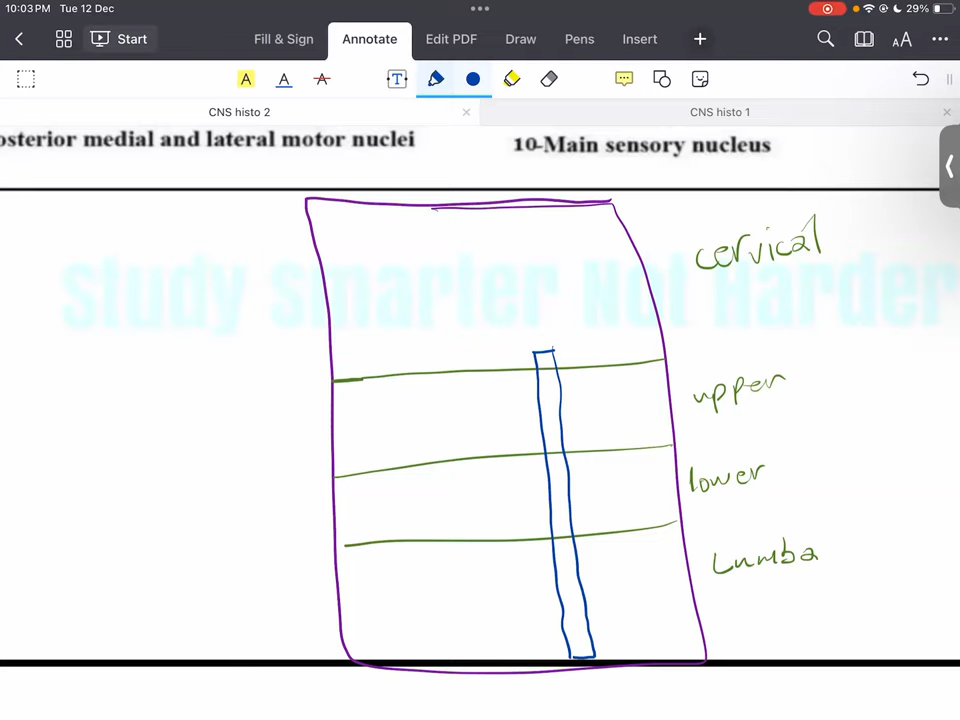 10:03 PM Tue 12 Dec
29%
Start
Fill & Sign
Annotate
Edit PDF
Draw
Pens
Insert
AA
A
A
A
T
CNS histo 2
CNS histo 1
osterior medial and lateral motor nuclei
10-Main sensory nucleus
Study Smarter Not Harder
cervical
upper
lower
Lumba